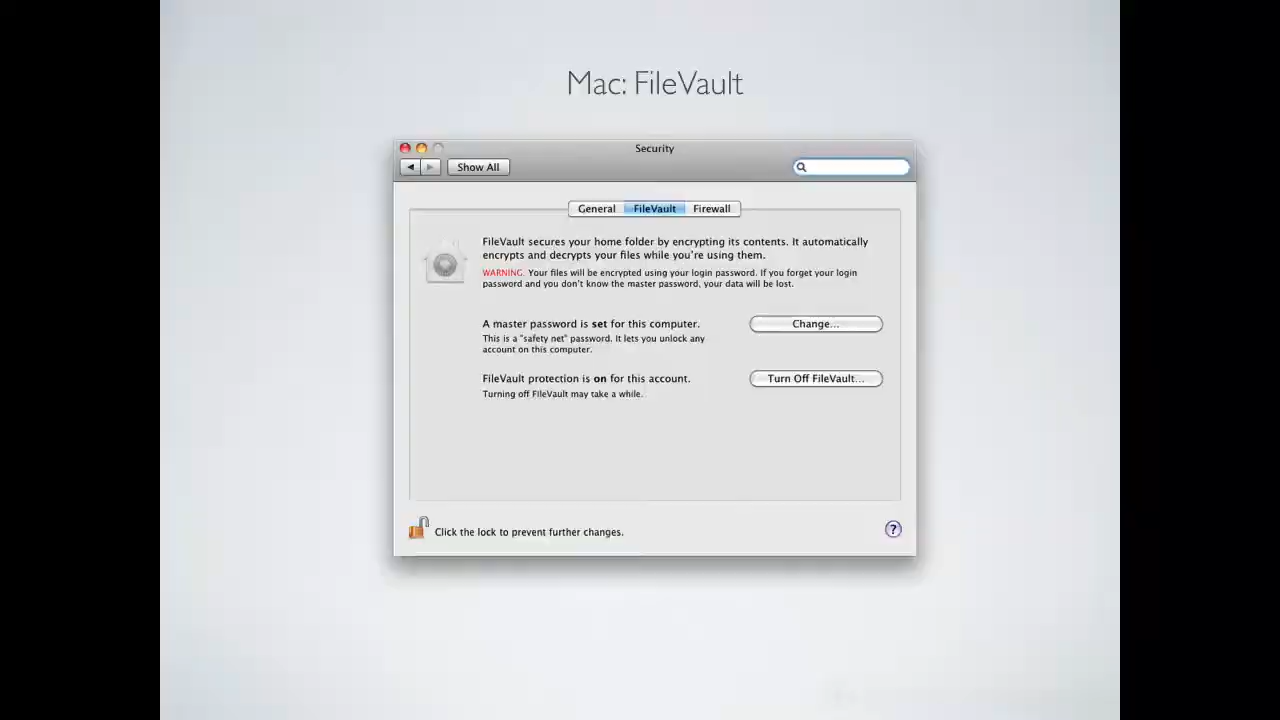 Mac: FileVault
Security
Show All
General FileVault Firewall
FileVault secures your home folder by encrypting its contents. It automatically
encrypts and decrypts your files while you're using them.
WARNING. Your files will be encrypted using your login password. If you forget your login
password and you don't know the master password, your data will be lost.
A master password is set for this computer.
Change...
This is a "safety net" password. It lets you unlock any
account on this computer.
FileVault protection is on for this account.
Turn Off FileVault...
Turning off FileVault may take a while.
Click the lock to prevent further changes.
?